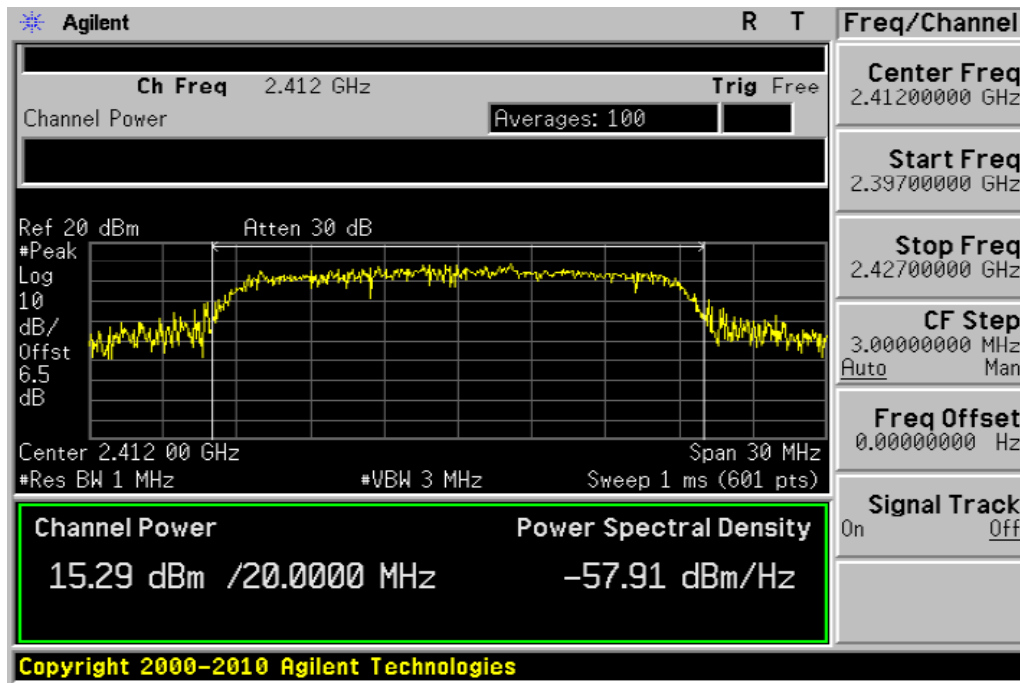 Agilent R T
Ch Freq 2.412 GHz Trig Free
Channel Power Averages: 100
Ref 20 dBm Atten 30 dB
#Peak
Log
10
dB/
Offst
6.5
dB
Center 2.412 00 GHz Span 30 MHz
#Res BW 1 MHz #VBW 3 MHz Sweep 1 ms (601 pts)
Channel Power Power Spectral Density
15.29 dBm /20.0000 MHz -57.91 dBm/Hz
Copyright 2000-2010 Agilent Technologies
Freq/Channel
Center Freq
2.41200000 GHz
Start Freq
2.39700000 GHz
Stop Freq
2.42700000 GHz
CF Step
3.00000000 MHz
Auto Man
Freq Offset
0.00000000 Hz
Signal Track
On Off